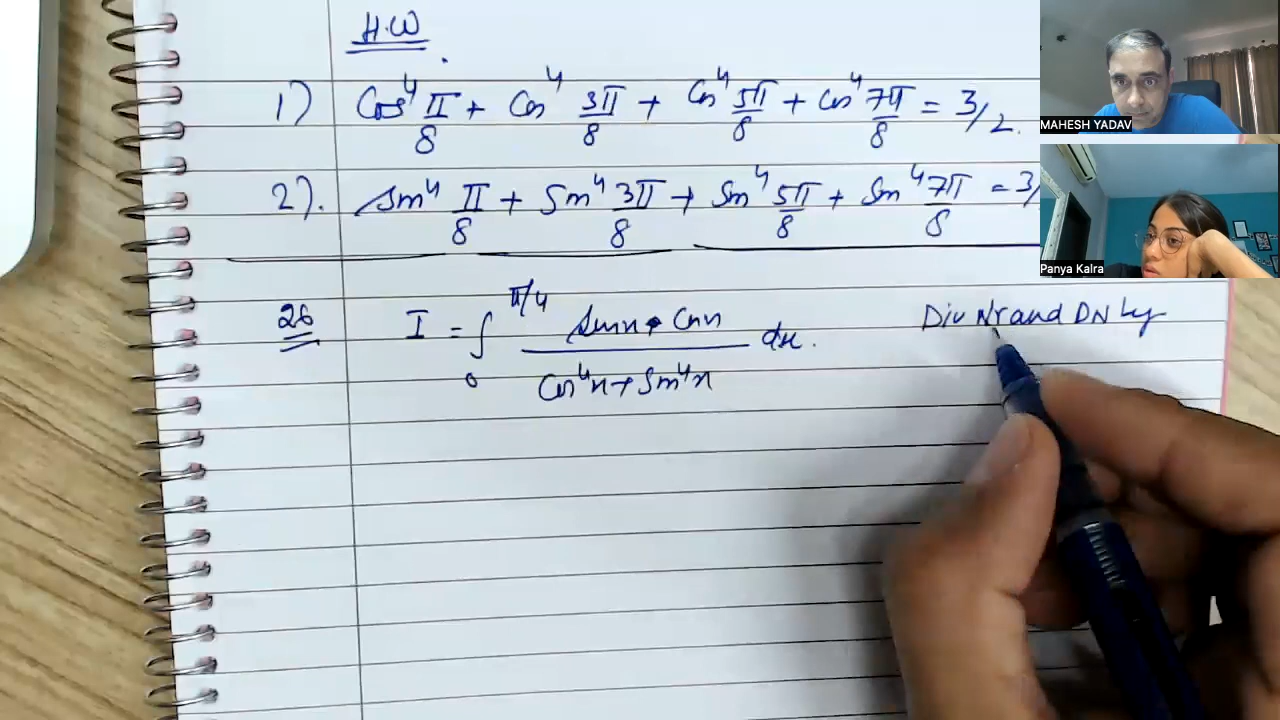 H.W
1) Cos⁴ π/8 + Cos⁴ 3π/8 + Cos⁴ 5π/8 + Cos⁴ 7π/8 = 3/2.
MAHESH YADAV
2). Sin⁴ π/8 + Sin⁴ 3π/8 + Sin⁴ 5π/8 + Sin⁴ 7π/8 = 3/
Panya Kalra
26 I = ∫₀^π/4 Sinx · Cosx / Cos⁴x + Sin⁴x dx. Div Nr and DN by